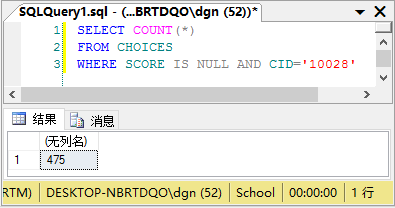 SQLQuery1.sql - (...BRTDQO\dgn (52))*
1 SELECT COUNT(*)
2 FROM CHOICES
3 WHERE SCORE IS NULL AND CID='10028'
结果 消息
(无列名)
1 475
RTM) DESKTOP-NBRTDQO\dgn (52) School 00:00:00 1 行